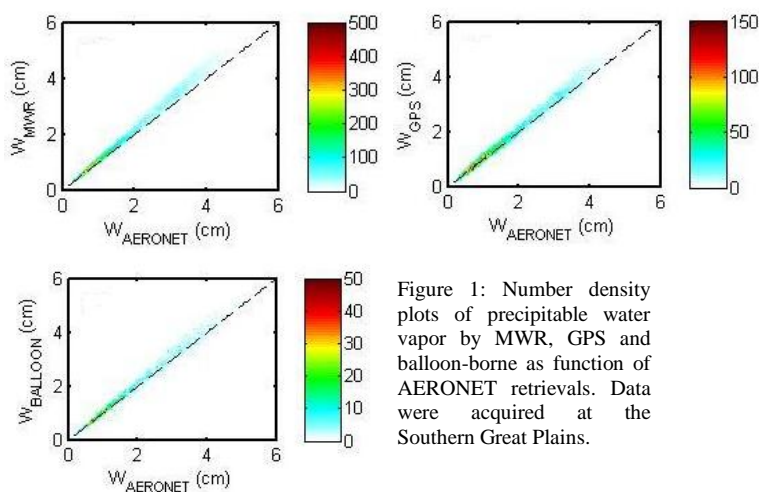 6
4
2
0
W_MWR (cm)
0 2 4 6
W_AERONET (cm)
500
400
300
200
100
0
6
4
2
0
W_GPS (cm)
0 2 4 6
W_AERONET (cm)
150
100
50
0
6
4
2
0
W_BALLOON (cm)
0 2 4 6
W_AERONET (cm)
50
40
30
20
10
0
Figure 1: Number density
plots of precipitable water
vapor by MWR, GPS and
balloon-borne as function of
AERONET retrievals. Data
were acquired at the
Southern Great Plains.